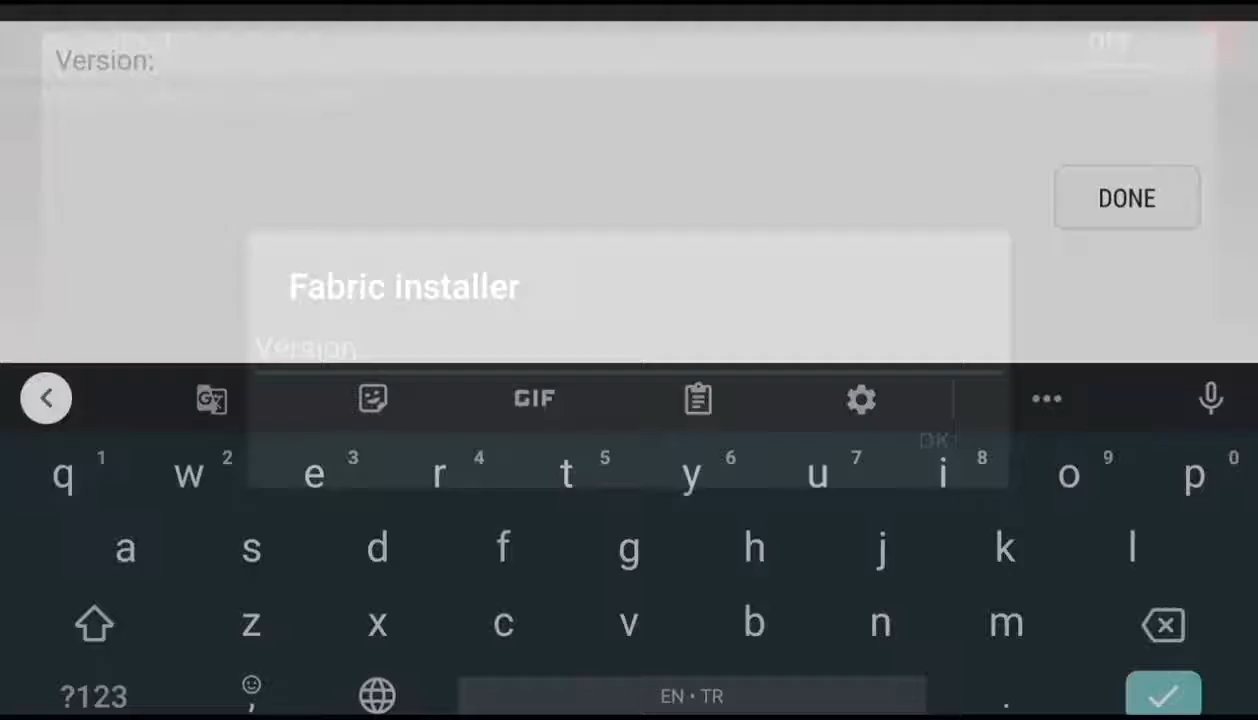 Version:
DONE
Fabric Installer
Version
GIF
OK
q 1 w 2 e 3 r 4 t 5 y 6 u 7 i 8 o 9 p 0
a s d f g h j k l
z x c v b n m
?123 , EN • TR .